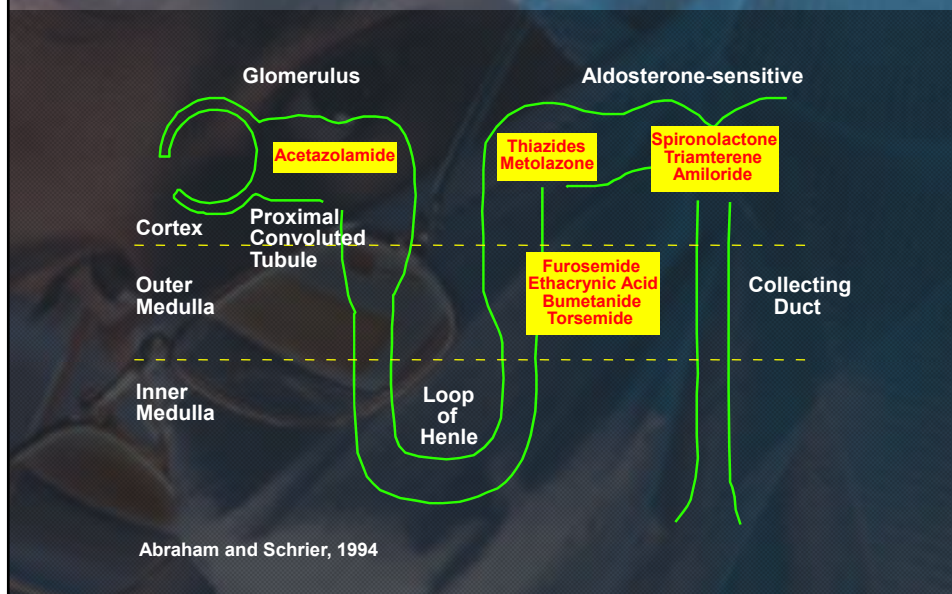 Glomerulus
Aldosterone-sensitive
Acetazolamide
Thiazides
Metolazone
Spironolactone
Triamterene
Amiloride
Cortex
Proximal
Convoluted
Tubule
Outer
Medulla
Furosemide
Ethacrynic Acid
Bumetanide
Torsemide
Collecting
Duct
Inner
Medulla
Loop
of
Henle
Abraham and Schrier, 1994